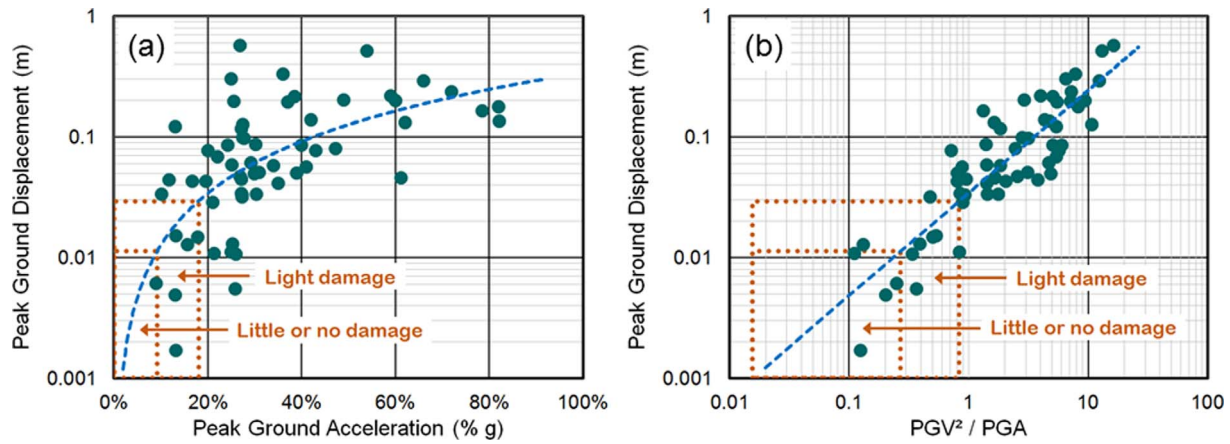 (a)
Peak Ground Displacement (m)
1
0.1
0.01
0.001
Light damage
Little or no damage
0%
20%
40%
60%
80%
100%
Peak Ground Acceleration (% g)
(b)
Peak Ground Displacement (m)
1
0.1
0.01
0.001
Light damage
Little or no damage
0.01
0.1
1
10
100
PGV² / PGA